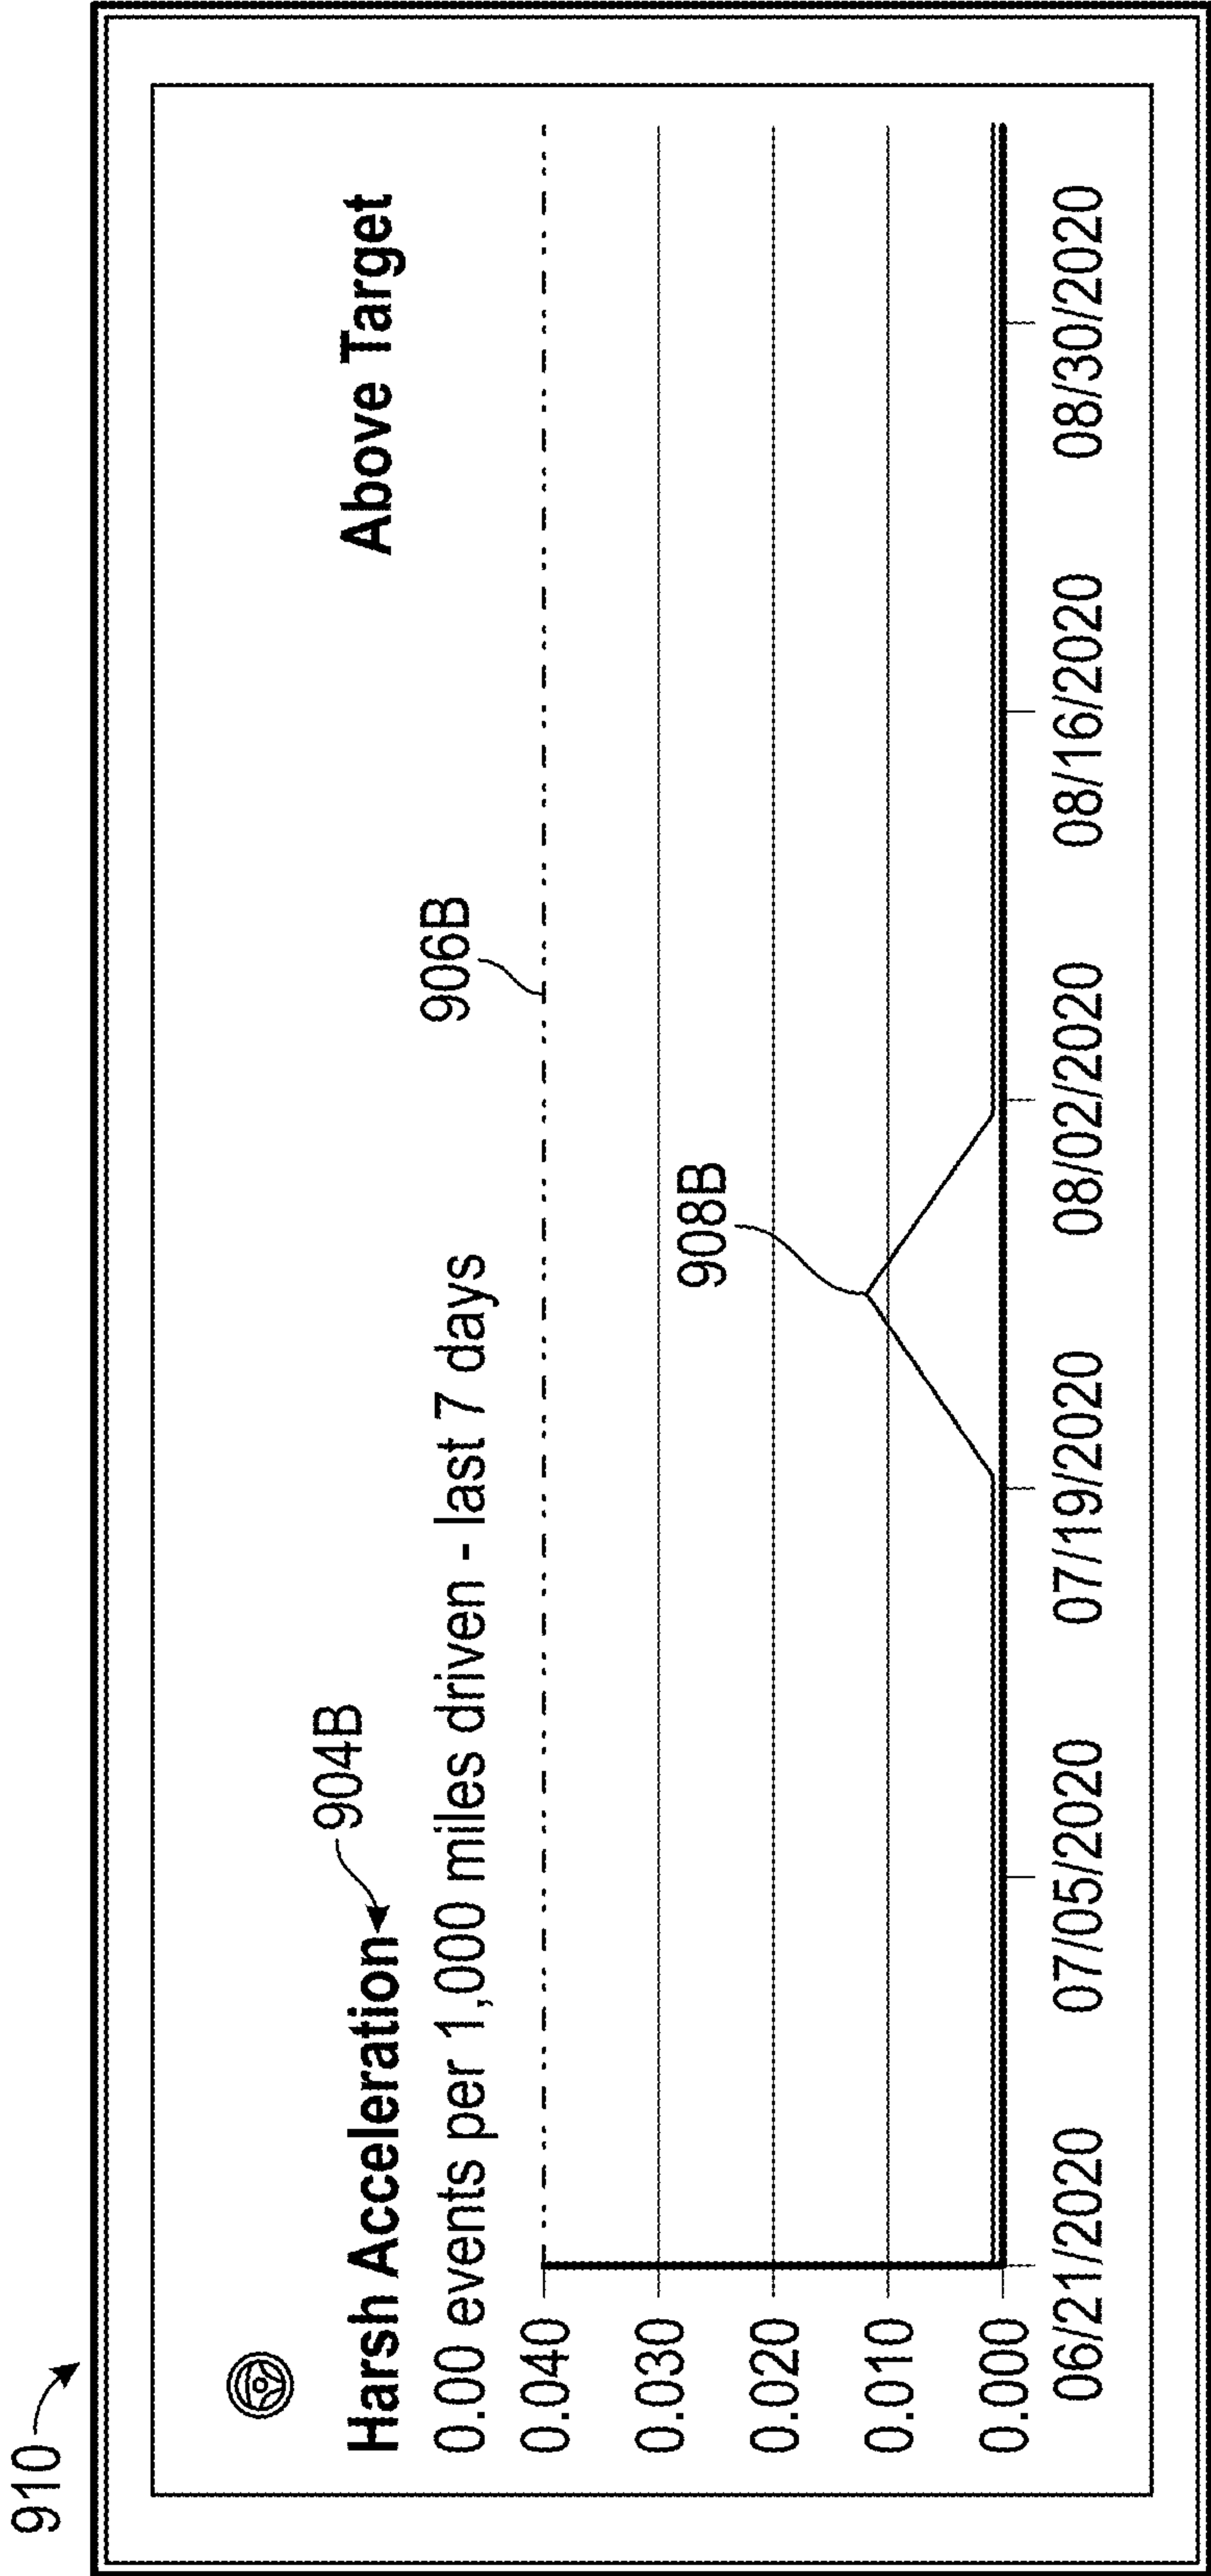 910
904B
Harsh Acceleration
Above Target
0.00 events per 1,000 miles driven - last 7 days
906B
0.040
0.030
908B
0.020
0.010
0.000
06/21/2020 07/05/2020 07/19/2020 08/02/2020 08/16/2020 08/30/2020